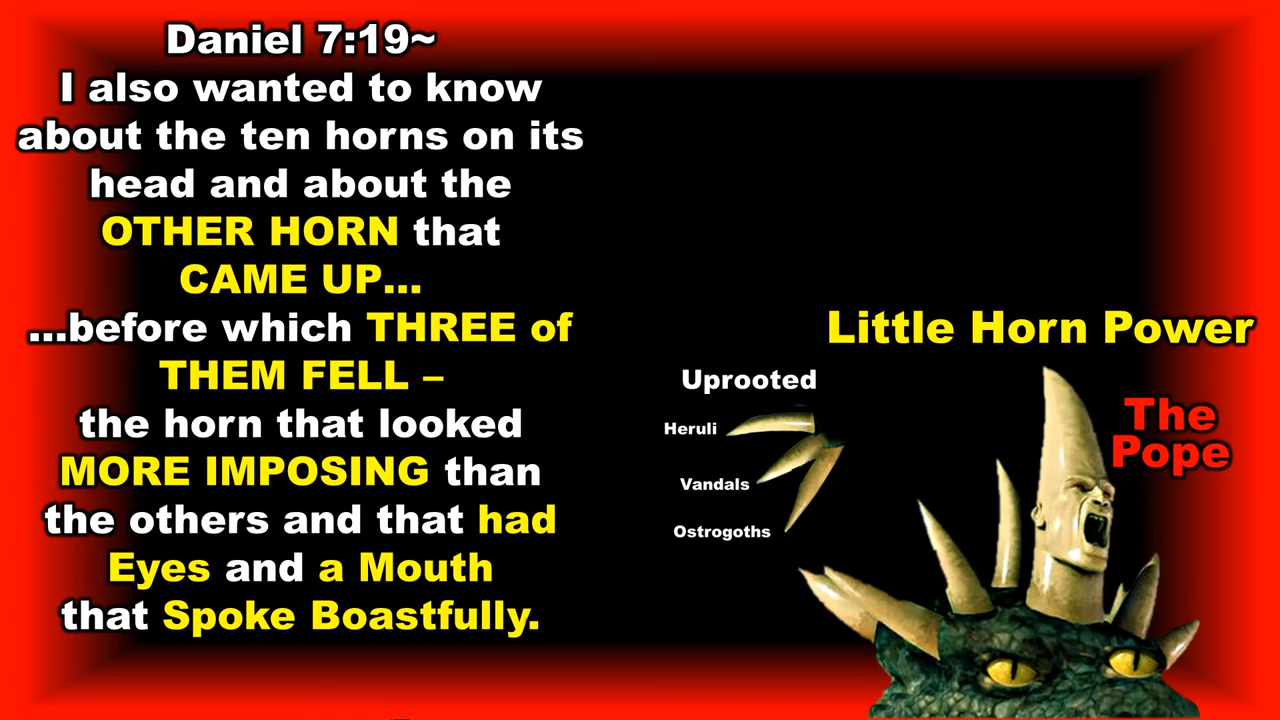 Daniel 7:19~
I also wanted to know
about the ten horns on its
head and about the
OTHER HORN that
CAME UP...
...before which THREE of
THEM FELL –
the horn that looked
MORE IMPOSING than
the others and that had
Eyes and a Mouth
that Spoke Boastfully.
Little Horn Power
The
Pope
Uprooted
Heruli
Vandals
Ostrogoths